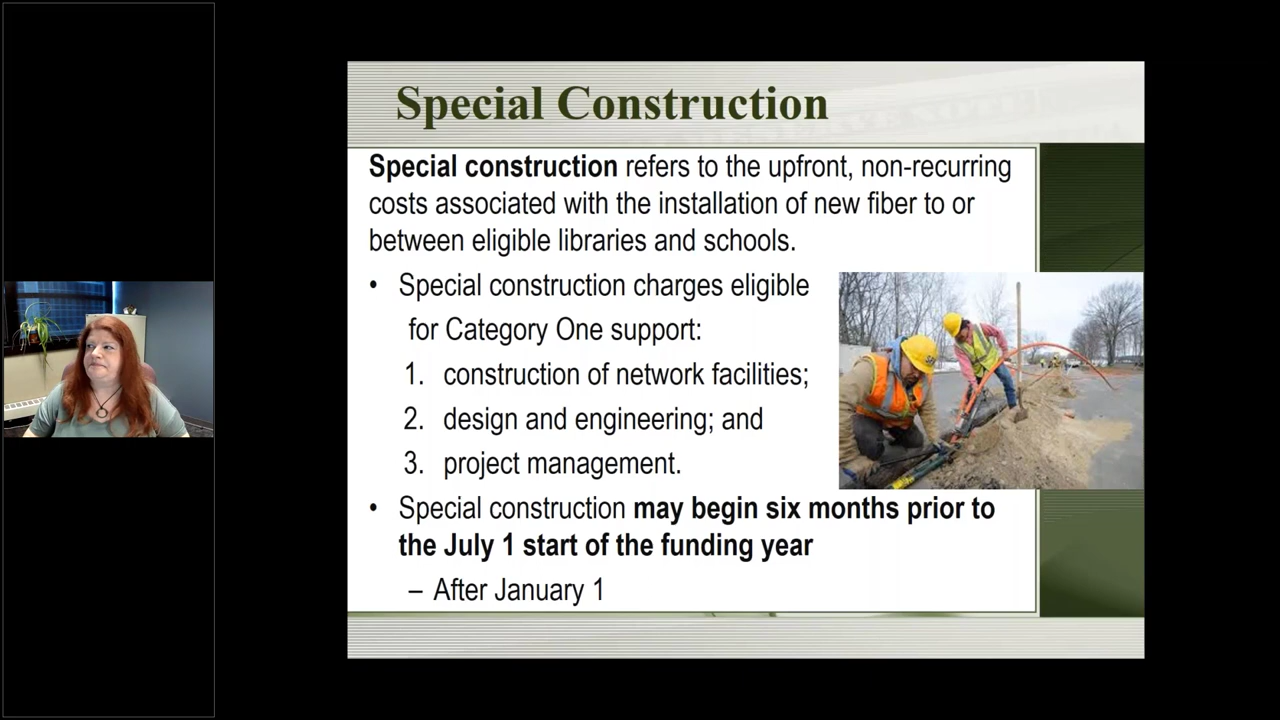 Special Construction
Special construction refers to the upfront, non-recurring
costs associated with the installation of new fiber to or
between eligible libraries and schools.
• Special construction charges eligible
for Category One support:
1. construction of network facilities;
2. design and engineering; and
3. project management.
• Special construction may begin six months prior to
the July 1 start of the funding year
– After January 1